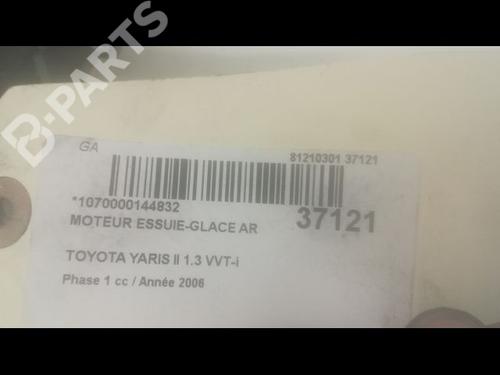 B-PARTS
GA
81210301 37121
*1070000144832
37121
MOTEUR ESSUIE-GLACE AR
TOYOTA YARIS II 1.3 VVT-i
Phase 1 cc / Année 2006